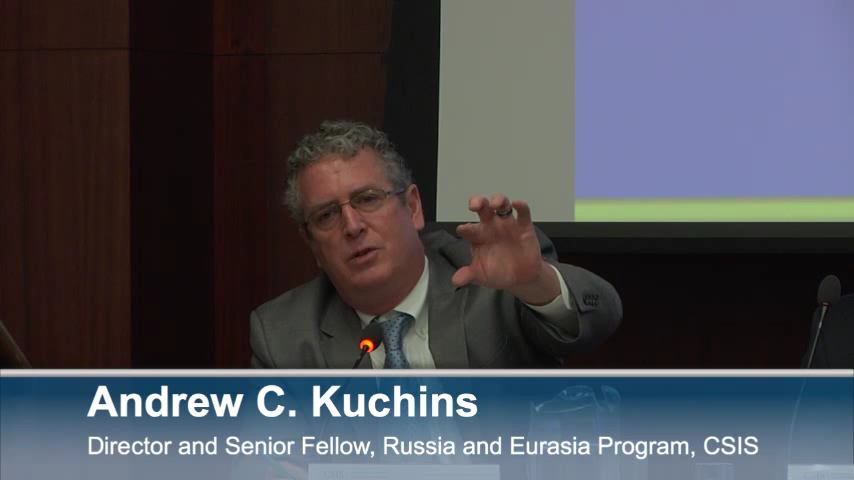 Andrew C. Kuchins
Director and Senior Fellow, Russia and Eurasia Program, CSIS